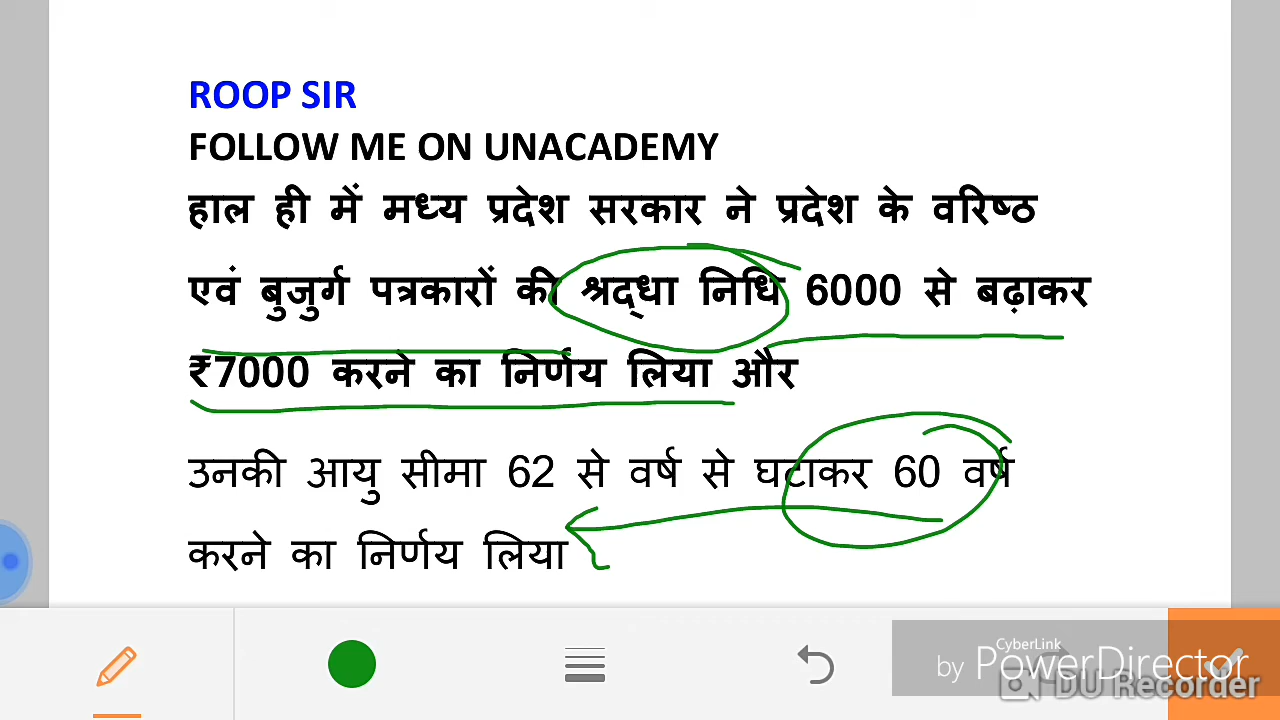 ROOP SIR
FOLLOW ME ON UNACADEMY
हाल ही में मध्य प्रदेश सरकार ने प्रदेश के वरिष्ठ
एवं बुजुर्ग पत्रकारों की श्रद्धा निधि 6000 से बढ़ाकर
₹7000 करने का निर्णय लिया और
उनकी आयु सीमा 62 से वर्ष से घटाकर 60 वर्ष
करने का निर्णय लिया
CyberLink
by PowerDirector
DU Recorder